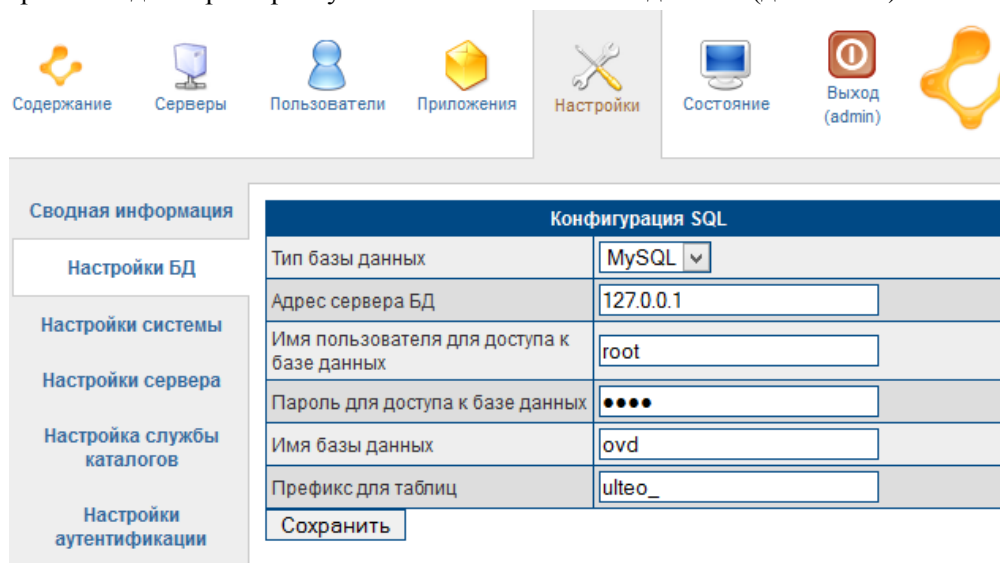 Содержание
Серверы
Пользователи
Приложения
Настройки
Состояние
Выход
(admin)
Сводная информация
Настройки БД
Настройки системы
Настройки сервера
Настройка службы
каталогов
Настройки
аутентификации
Конфигурация SQL
Тип базы данных
MySQL
Адрес сервера БД
127.0.0.1
Имя пользователя для доступа к
базе данных
root
Пароль для доступа к базе данных
••••
Имя базы данных
ovd
Префикс для таблиц
ulteo_
Сохранить